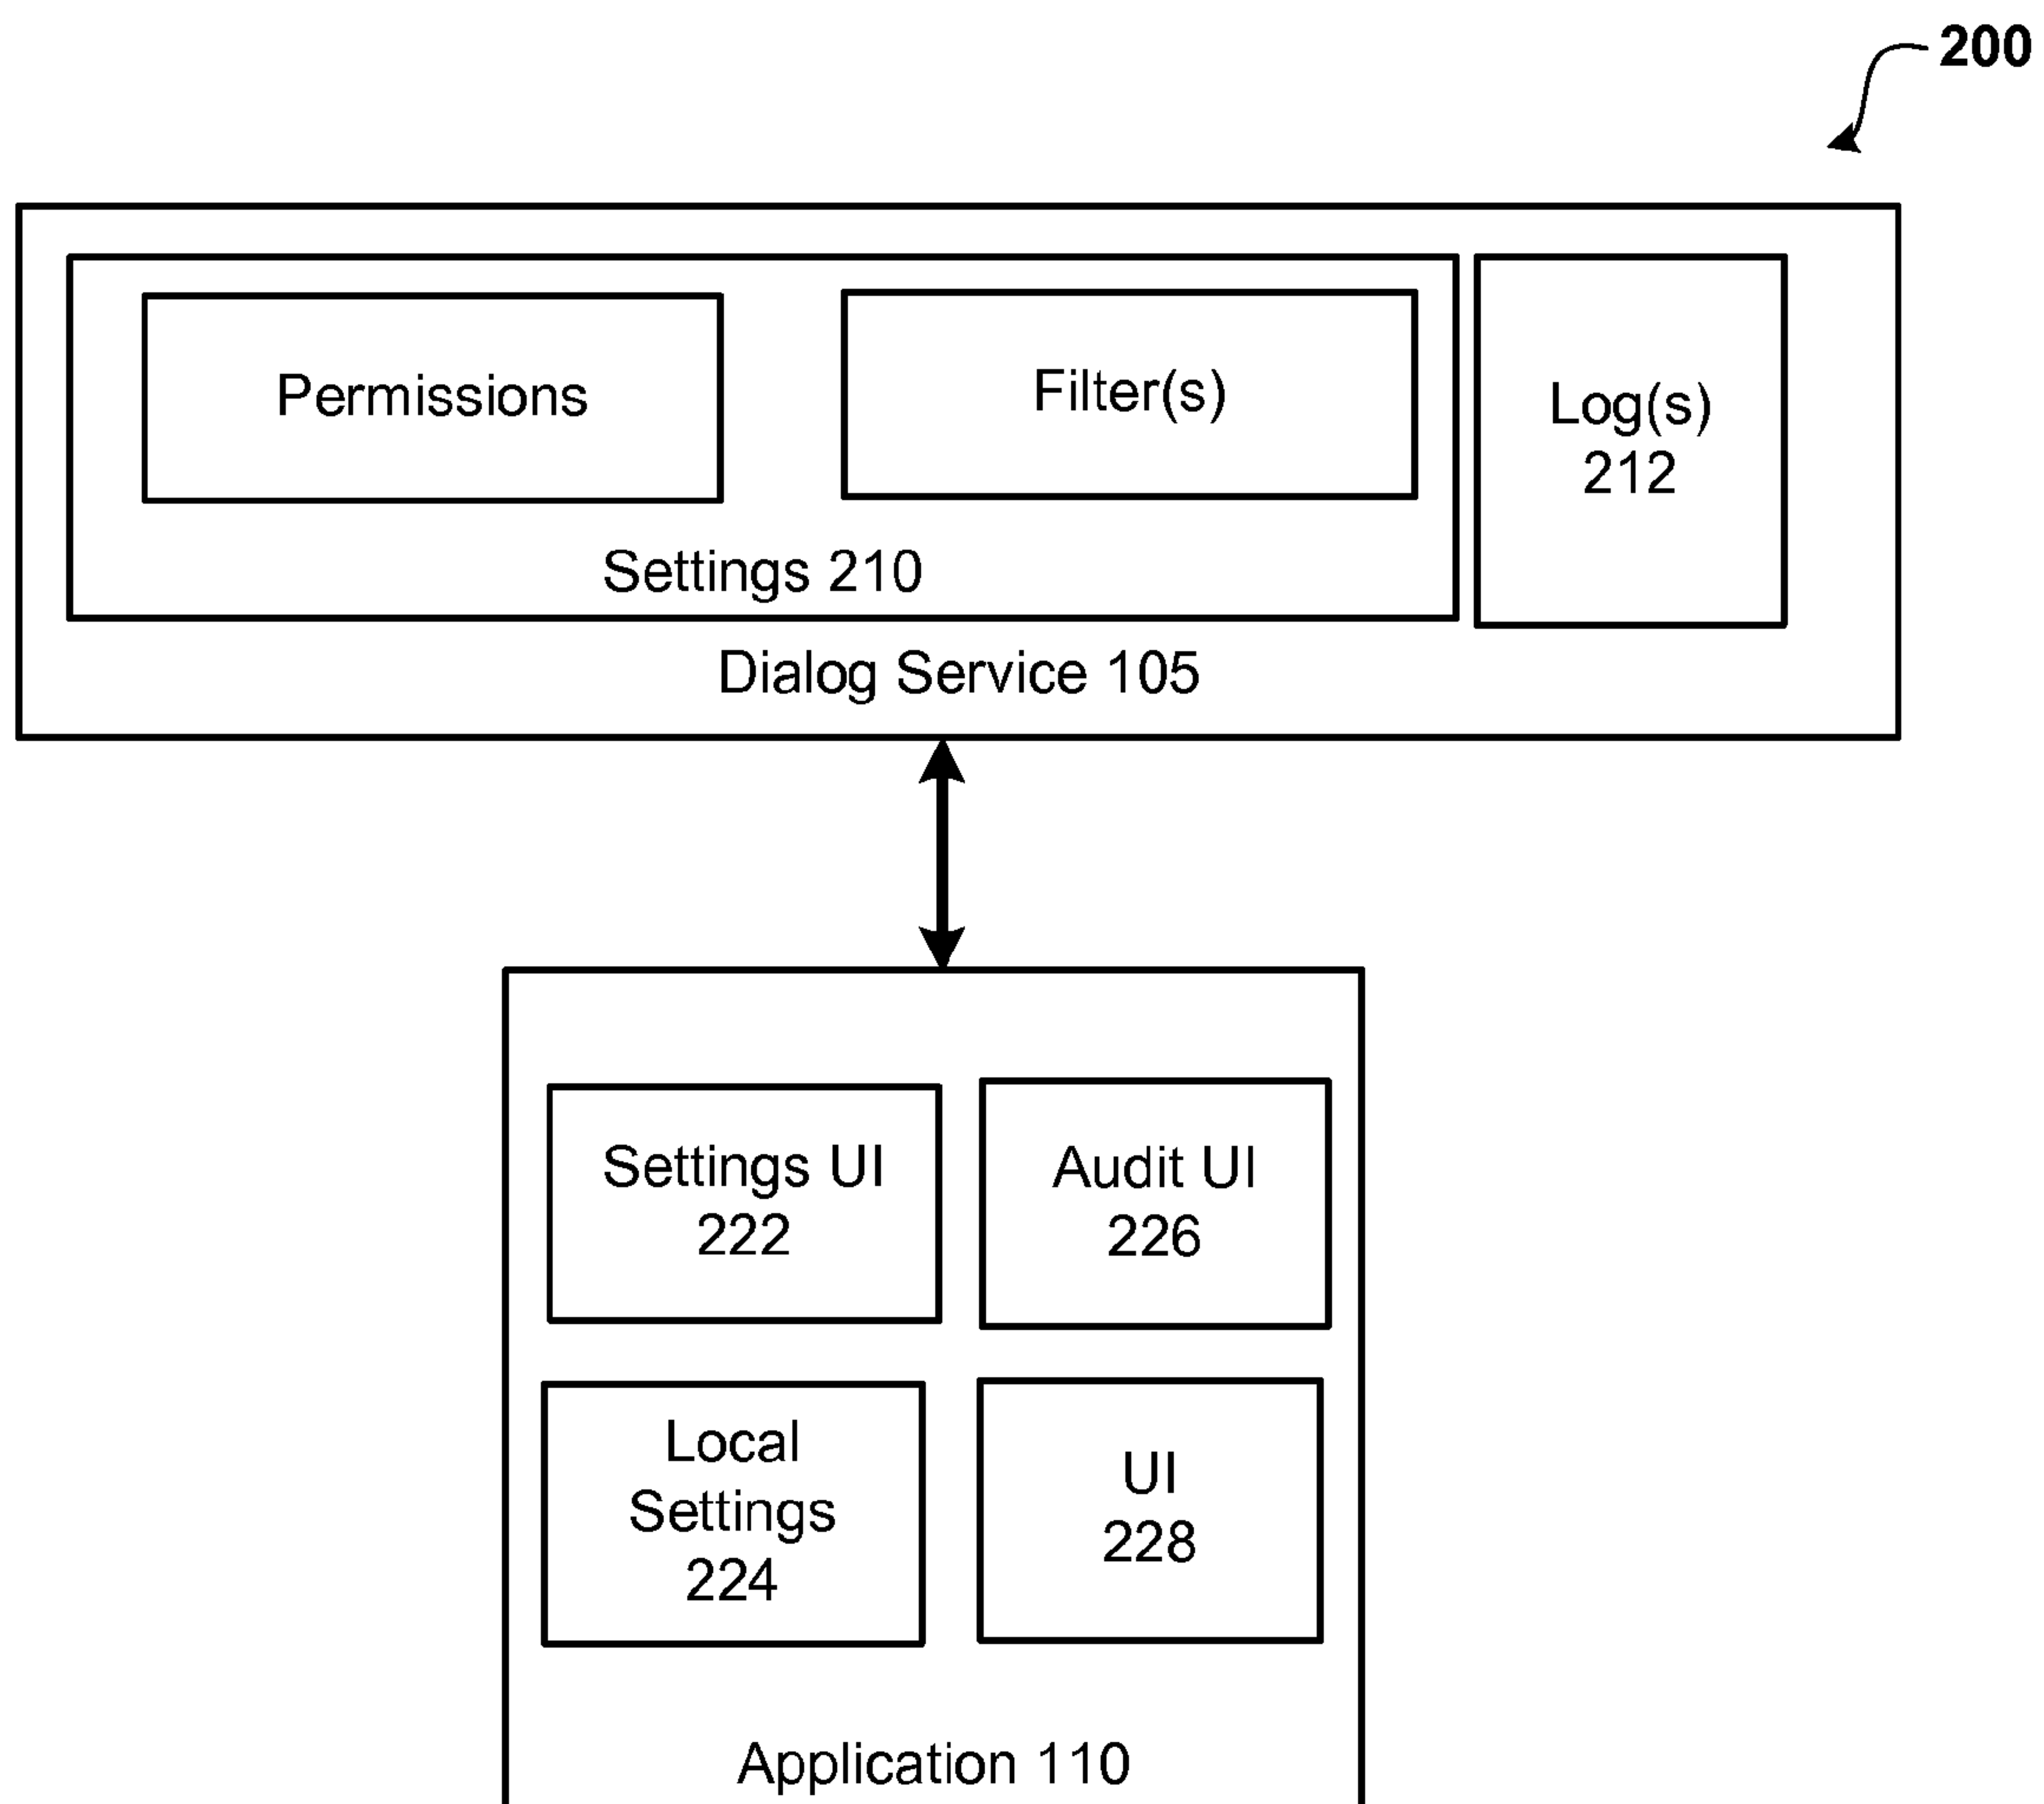 200
Permissions
Filter(s)
Log(s)
212
Settings 210
Dialog Service 105
Settings UI
222
Audit UI
226
Local
Settings
224
UI
228
Application 110